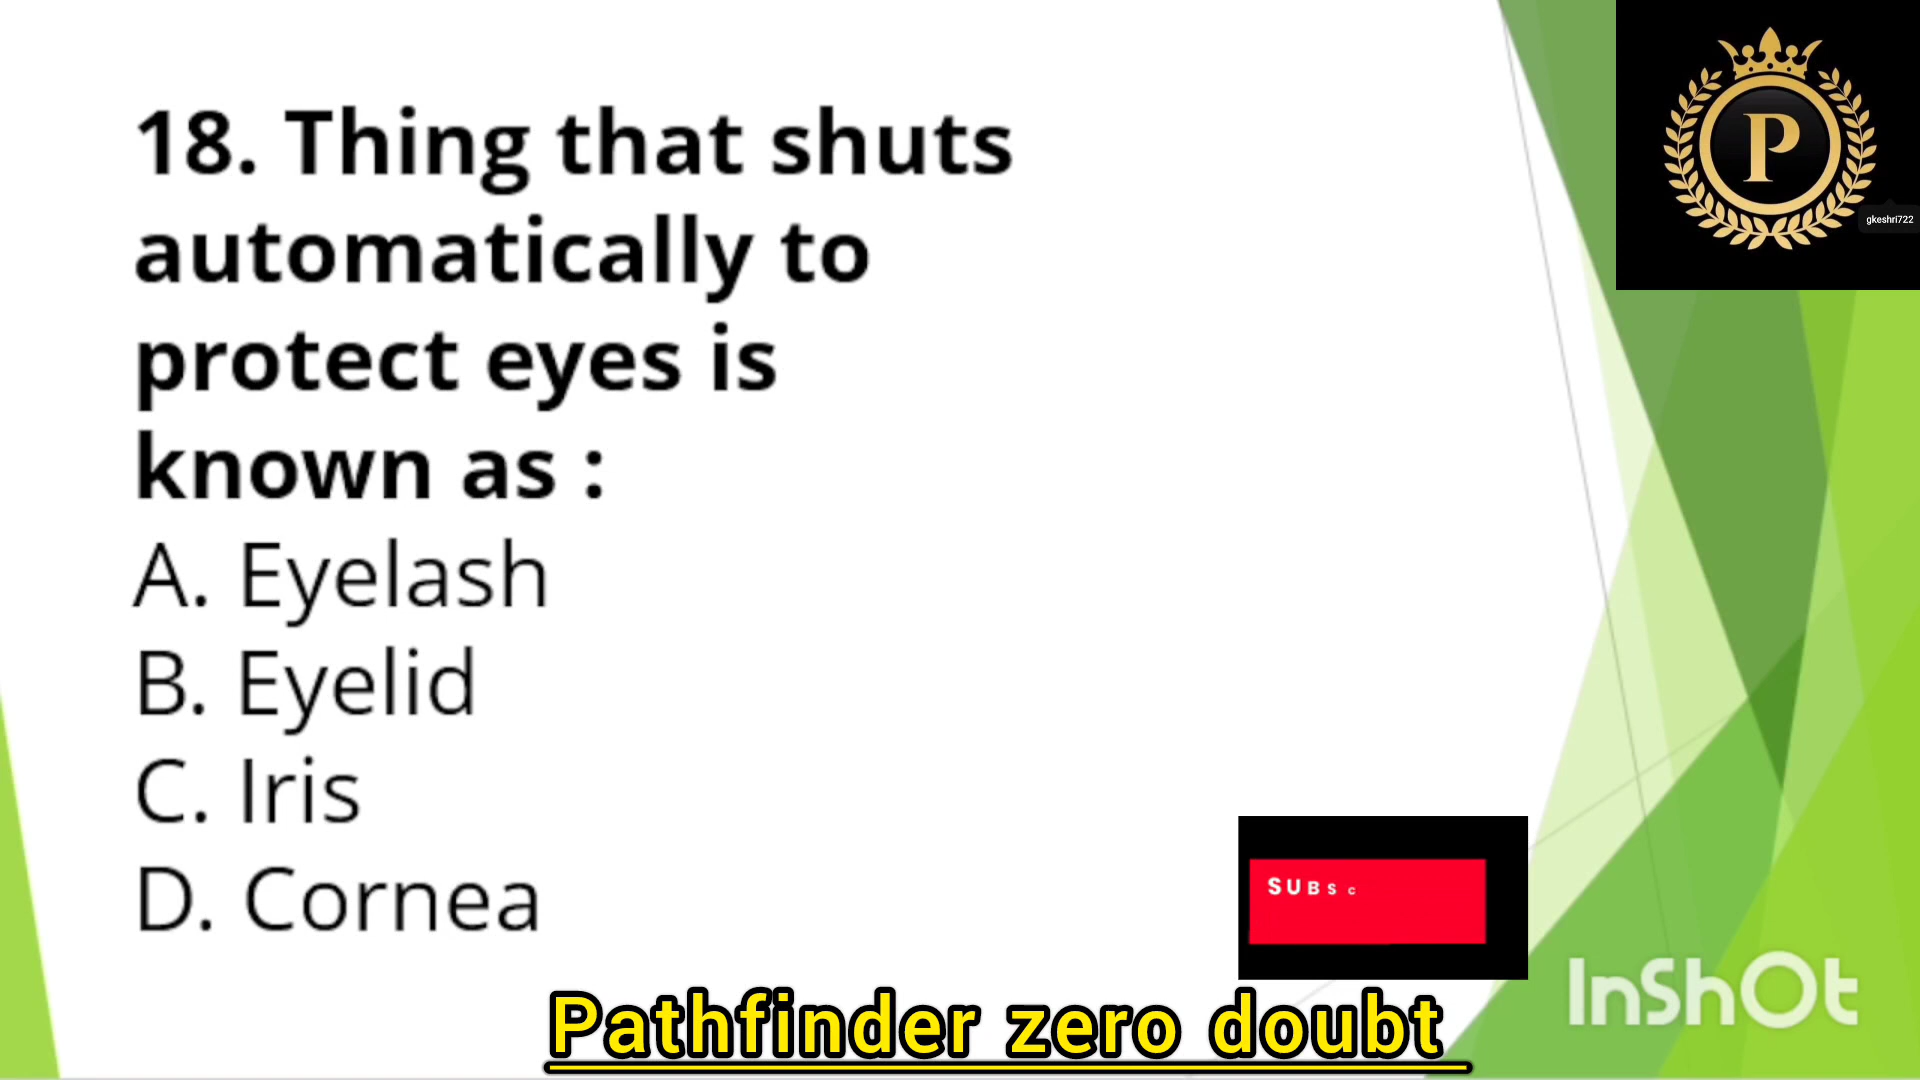 P
gkeshri722
18. Thing that shuts
automatically to
protect eyes is
known as :
A. Eyelash
B. Eyelid
C. Iris
D. Cornea
SUBSC
Pathfinder zero doubt
InShOt